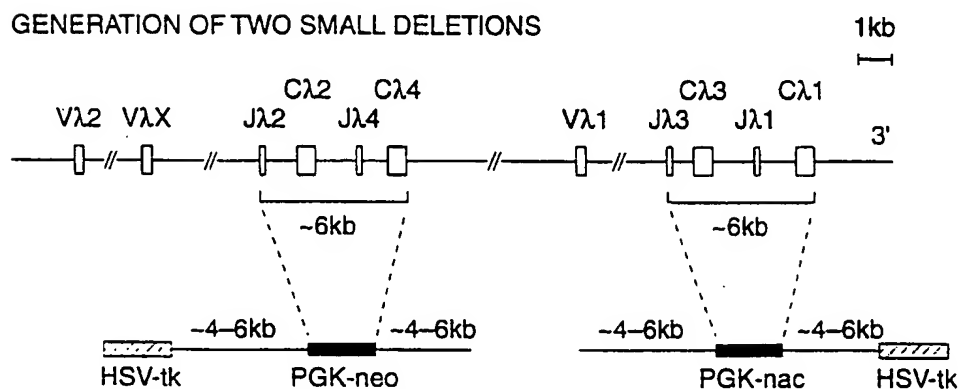 GENERATION OF TWO SMALL DELETIONS
1kb
Cλ2 Cλ4 Cλ3 Cλ1
Vλ2 VλX Jλ2 Jλ4 Vλ1 Jλ3 Jλ1
3'
~6kb ~6kb
~4–6kb ~4–6kb ~4–6kb ~4–6kb
HSV-tk PGK-neo PGK-nac HSV-tk